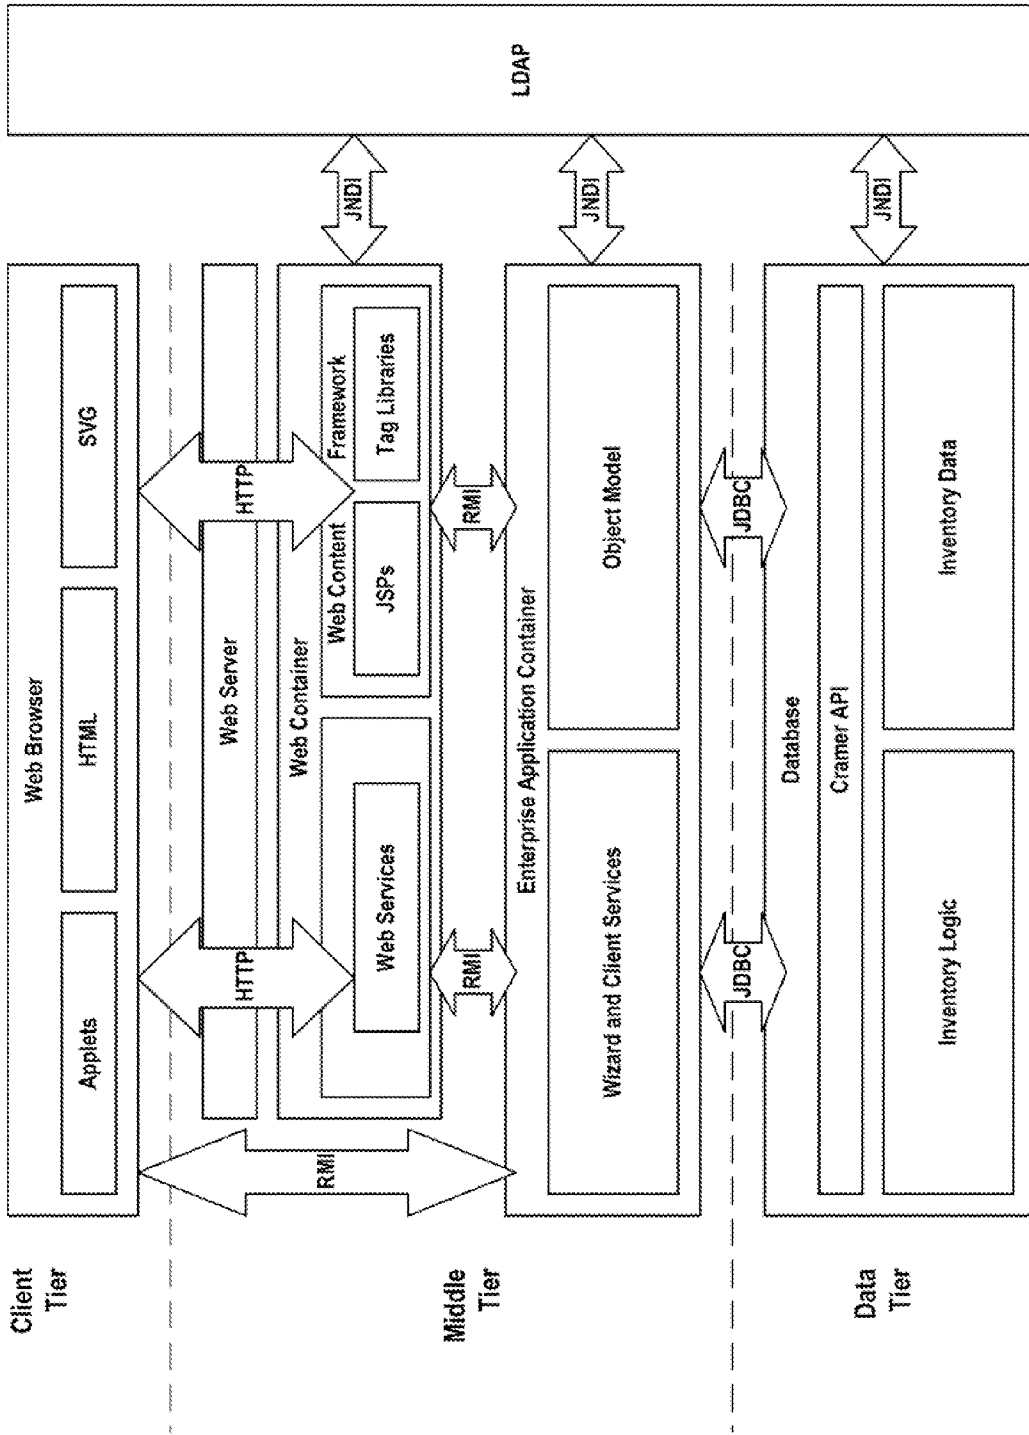 Client
Tier
Web Browser
Applets
HTML
SVG
RMI
HTTP
HTTP
Web Server
Web Container
Web Services
Web Content
Framework
JSPs
Tag Libraries
JNDI
LDAP
Middle
Tier
RMI
RMI
Enterprise Application Container
Wizard and Client Services
Object Model
JNDI
JDBC
JDBC
Data
Tier
Database
Cramer API
Inventory Logic
Inventory Data
JNDI